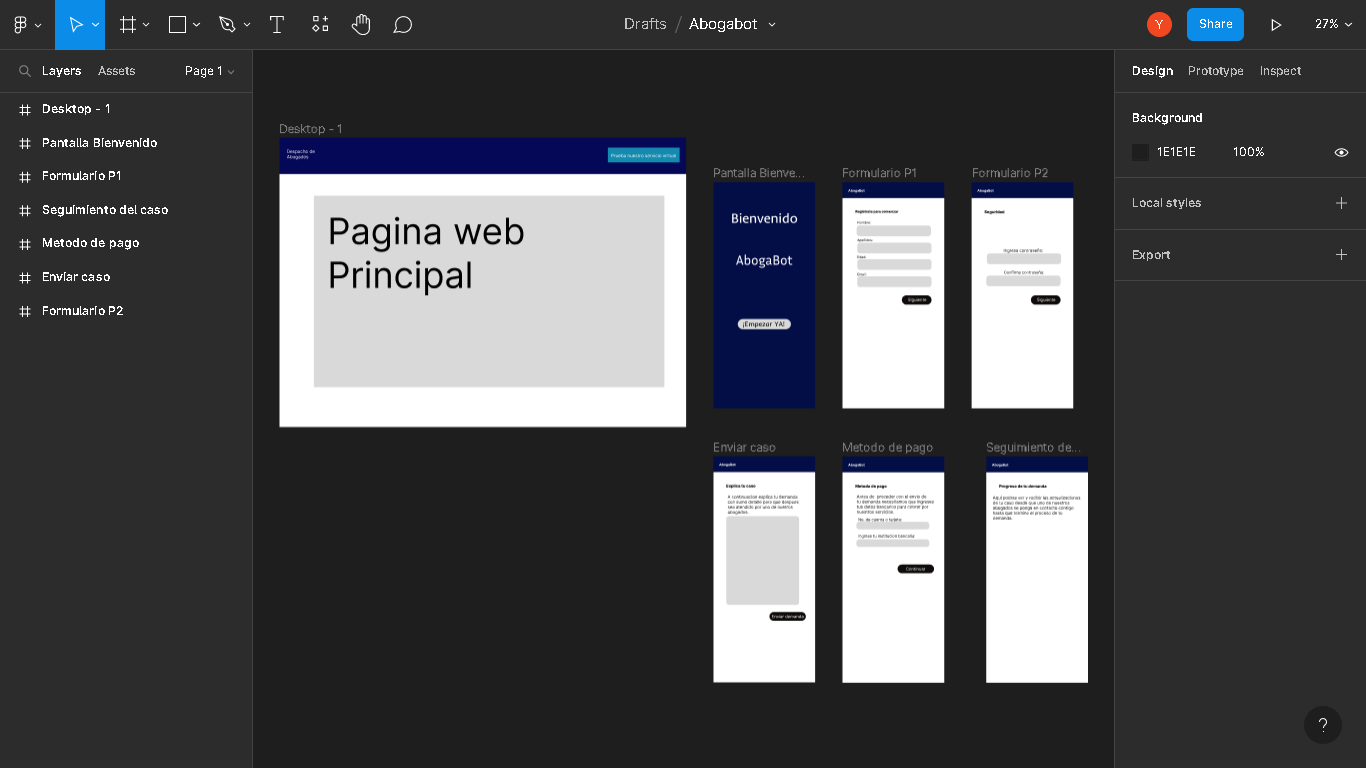 Drafts / Abogabot
Y
Share
27%
Layers
Assets
Page 1
Design
Prototype
Inspect
Desktop - 1
Pantalla Bienvenido
Formulario P1
Seguimiento del caso
Metodo de pago
Enviar caso
Formulario P2
Background
1E1E1E
100%
Local styles
Export
Desktop - 1
Despacho de
Abogados
Prueba nuestro servicio virtual
Pagina web
Principal
Pantalla Bienve...
Bienvenido
AbogaBot
¡Empezar YA!
Formulario P1
AbogaBot
Registrate para comenzar
Nombre:
Apellidos:
Email:
Siguiente
Formulario P2
AbogaBot
Seguridad
Ingresa contraseña:
Confirma contraseña:
Siguiente
Enviar caso
AbogaBot
Explica tu caso
A continuacion explica tu demanda
con sumo detalle para que despues
sea atendido por uno de nuestros
abogados.
Enviar demanda
Metodo de pago
AbogaBot
Metodo de pago
Antes de proceder con el envio de
tu demanda necesitamos que ingreses
tus datos bancarios para cobrar por
nuestros servicios.
No. de cuenta o tarjeta:
Ingresa tu institucion bancaria:
Continuar
Seguimiento de...
AbogaBot
Progreso de tu demanda
Aqui podras ver y recibir las actualizaciones
de tu caso desde que uno de nuestros
abogados se ponga en contacto contigo
hasta que termine el proceso de tu
demanda.
?